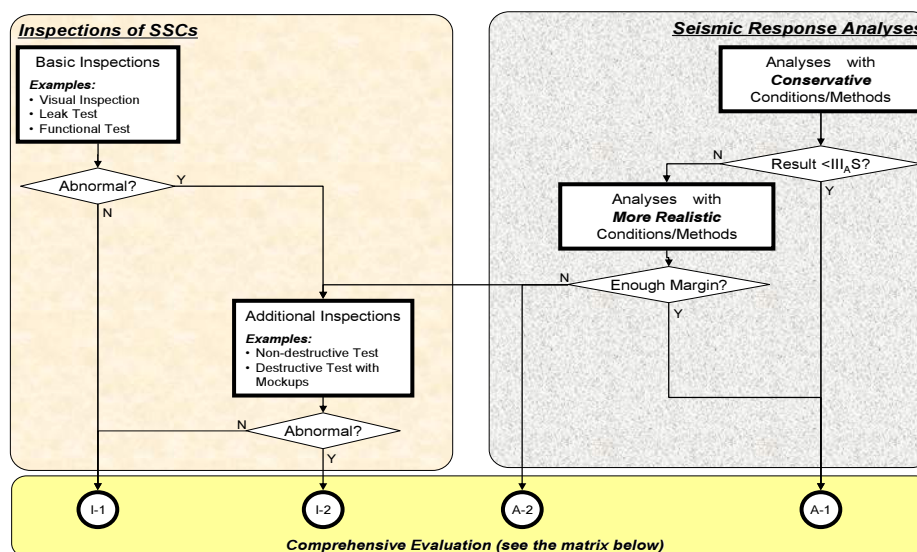 Inspections of SSCs
Basic Inspections
Examples:
• Visual Inspection
• Leak Test
• Functional Test
Abnormal?
Y
N
Additional Inspections
Examples:
• Non-destructive Test
• Destructive Test with
Mockups
N
Abnormal?
Y
Seismic Response Analyses
Analyses with
Conservative
Conditions/Methods
N
Result <III_AS?
Y
Analyses with
More Realistic
Conditions/Methods
N
Enough Margin?
Y
I-1
I-2
A-2
A-1
Comprehensive Evaluation (see the matrix below)